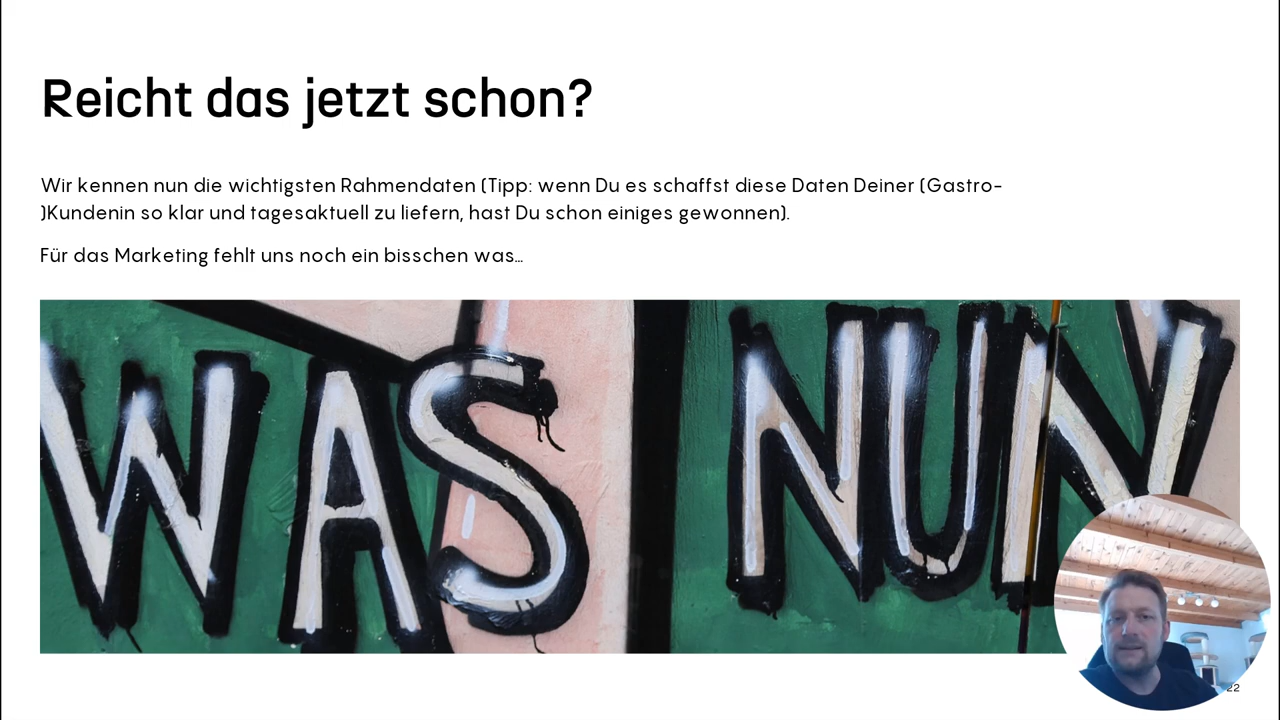 Reicht das jetzt schon?
Wir kennen nun die wichtigsten Rahmendaten (Tipp: wenn Du es schaffst diese Daten Deiner (Gastro-
)Kundenin so klar und tagesaktuell zu liefern, hast Du schon einiges gewonnen).
Für das Marketing fehlt uns noch ein bisschen was…
WAS NUN
22